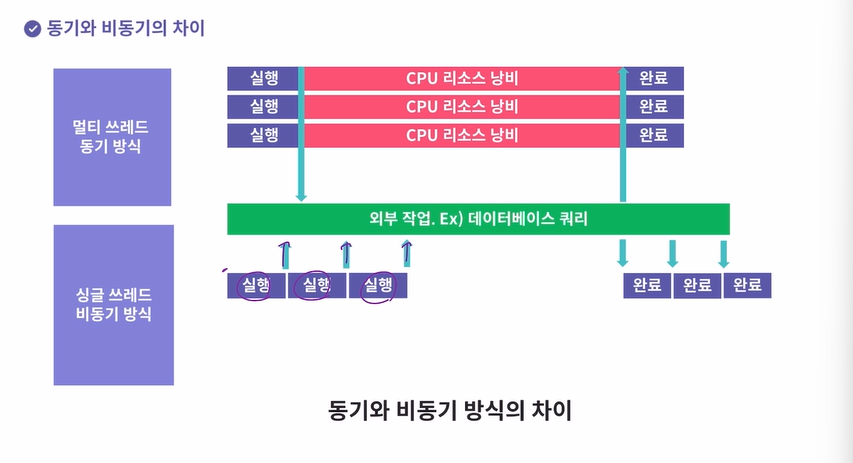 동기와 비동기의 차이
멀티 쓰레드
동기 방식
실행 CPU 리소스 낭비 완료
실행 CPU 리소스 낭비 완료
실행 CPU 리소스 낭비 완료
외부 작업. Ex) 데이터베이스 쿼리
싱글 쓰레드
비동기 방식
실행 실행 실행 완료 완료 완료
동기와 비동기 방식의 차이